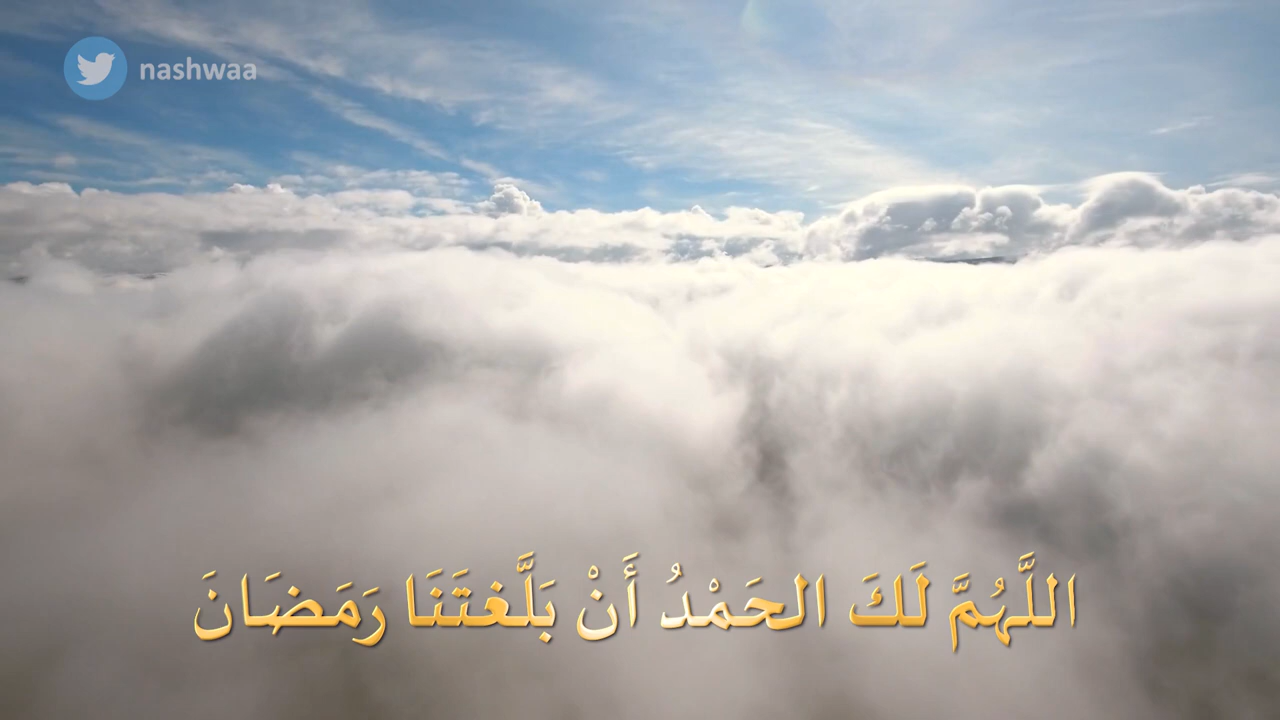 nashwaa
اللَّهُمَّ لَكَ الحَمْدُ أَنْ بَلَّغتَنَا رَمَضَانَ